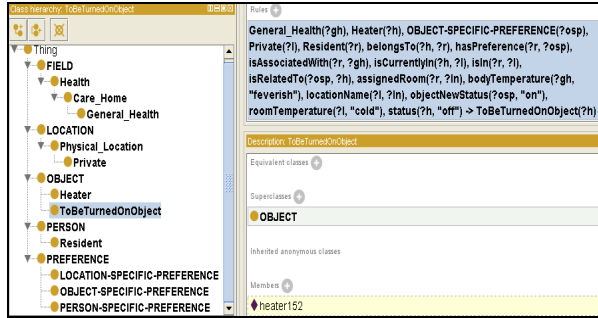 Class hierarchy: ToBeTurnedOnObject
Thing
FIELD
Health
Care_Home
General_Health
LOCATION
Physical_Location
Private
OBJECT
Heater
ToBeTurnedOnObject
PERSON
Resident
PREFERENCE
LOCATION-SPECIFIC-PREFERENCE
OBJECT-SPECIFIC-PREFERENCE
PERSON-SPECIFIC-PREFERENCE
Rules
General_Health(?gh), Heater(?h), OBJECT-SPECIFIC-PREFERENCE(?osp),
Private(?l), Resident(?r), belongsTo(?h, ?r), hasPreference(?r, ?osp),
isAssociatedWith(?r, ?gh), isCurrentlyIn(?h, ?l), isIn(?r, ?l),
isRelatedTo(?osp, ?h), assignedRoom(?r, ?ln), bodyTemperature(?gh,
"feverish"), locationName(?l, ?ln), objectNewStatus(?osp, "on"),
roomTemperature(?l, "cold"), status(?h, "off") -> ToBeTurnedOnObject(?h)
Description: ToBeTurnedOnObject
Equivalent classes
Superclasses
OBJECT
Inherited anonymous classes
Members
heater152